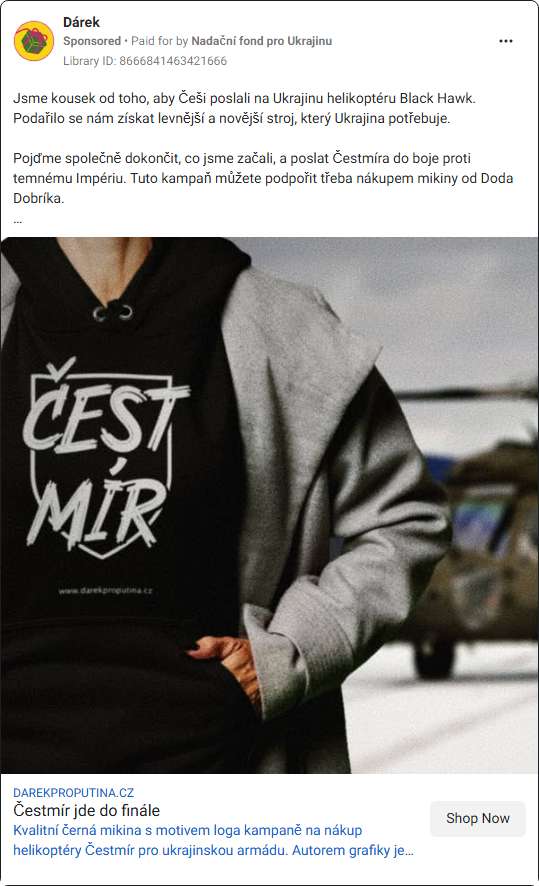 Dárek
Sponsored • Paid for by Nadační fond pro Ukrajinu
Library ID: 8666841463421666
Jsme kousek od toho, aby Češi poslali na Ukrajinu helikoptéru Black Hawk.
Podařilo se nám získat levnější a novější stroj, který Ukrajina potřebuje.
Pojďme společně dokončit, co jsme začali, a poslat Čestmíra do boje proti
temnému Impériu. Tuto kampaň můžete podpořit třeba nákupem mikiny od Doda
Dobríka.
...
ČEST
MÍR
www.darekproputina.cz
DAREKPROPUTINA.CZ
Čestmír jde do finále
Kvalitní černá mikina s motivem loga kampaně na nákup
helikoptéry Čestmír pro ukrajinskou armádu. Autorem grafiky je...
Shop Now